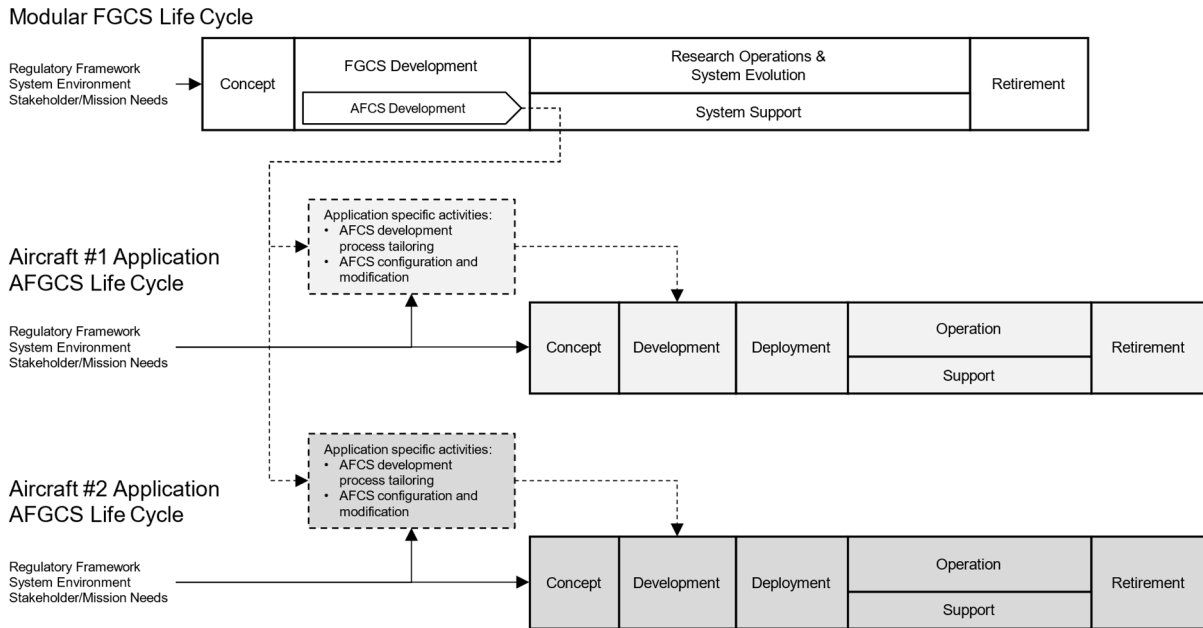 Modular FGCS Life Cycle
Regulatory Framework
System Environment
Stakeholder/Mission Needs
Concept
FGCS Development
AFCS Development
Research Operations &
System Evolution
System Support
Retirement
Application specific activities:
• AFCS development
process tailoring
• AFCS configuration and
modification
Aircraft #1 Application
AFGCS Life Cycle
Regulatory Framework
System Environment
Stakeholder/Mission Needs
Concept
Development
Deployment
Operation
Support
Retirement
Application specific activities:
• AFCS development
process tailoring
• AFCS configuration and
modification
Aircraft #2 Application
AFGCS Life Cycle
Regulatory Framework
System Environment
Stakeholder/Mission Needs
Concept
Development
Deployment
Operation
Support
Retirement